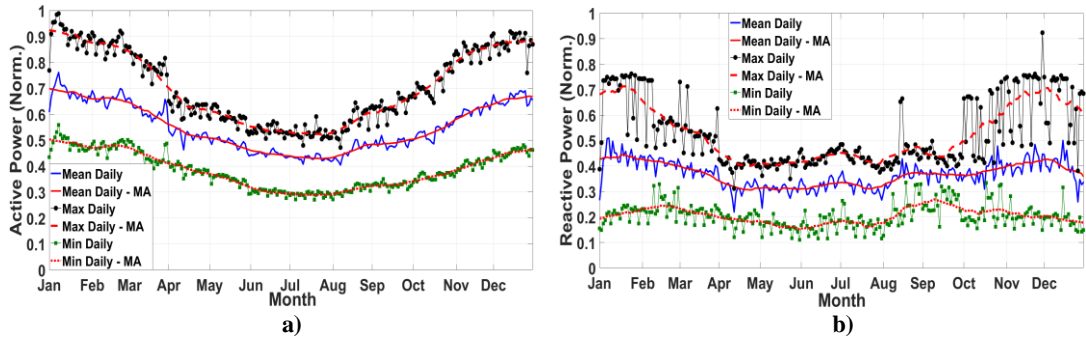 Active Power (Norm.)
1
0.9
0.8
0.7
0.6
0.5
0.4
0.3
0.2
0.1
0
Mean Daily
Mean Daily - MA
Max Daily
Max Daily - MA
Min Daily
Min Daily - MA
Jan Feb Mar Apr May Jun Jul Aug Sep Oct Nov Dec
Month
a)
Reactive Power (Norm.)
1
0.9
0.8
0.7
0.6
0.5
0.4
0.3
0.2
0.1
0
Mean Daily
Mean Daily - MA
Max Daily
Max Daily - MA
Min Daily
Min Daily - MA
Jan Feb Mar Apr May Jun Jul Aug Sep Oct Nov Dec
Month
b)